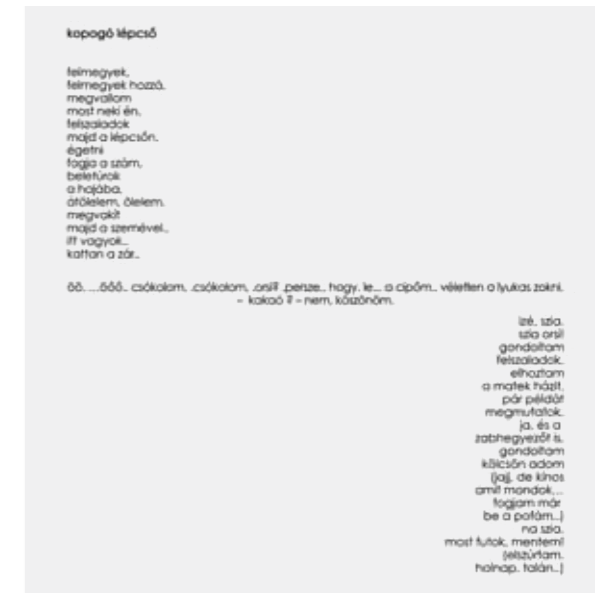 kopogó lépcső
felmegyek,
felmegyek hozzá,
megvallom
most neki én,
felszaladok
majd a lépcsőn.
égetni
fogja a szám,
beletúrok
a hajába,
átölelem, ölelem.
megvakít
majd a szemével..
itt vagyok...
kattan a zár..
öö. ....ööö.. csókolom, .csókolom, .orsi? .persze.. hagy. le... a cipőm.. véletlen a lyukas zokni.
– kakaó ? – nem, köszönöm.
izé, szia.
szia orsi!
gondoltam
felszaladok,
elhoztam
a matek házit,
pár példát
megmutatok.
ja, és a
zabhegyezőt is,
gondoltam
kölcsön adom
(jajj, de kínos
amit mondok,...
fogjam már
be a pofám..)
na szia.
most futok, mentem!
(elszúrtam.
holnap. talán..)